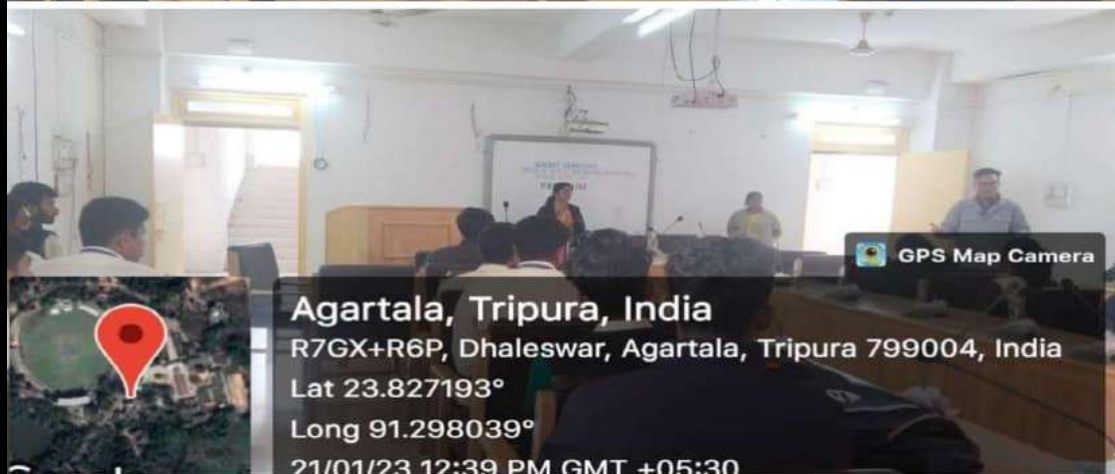 GPS Map Camera
Agartala, Tripura, India
R7GX+R6P, Dhaleswar, Agartala, Tripura 799004, India
Lat 23.827193°
Long 91.298039°
21/01/23 12:39 PM GMT +05:30